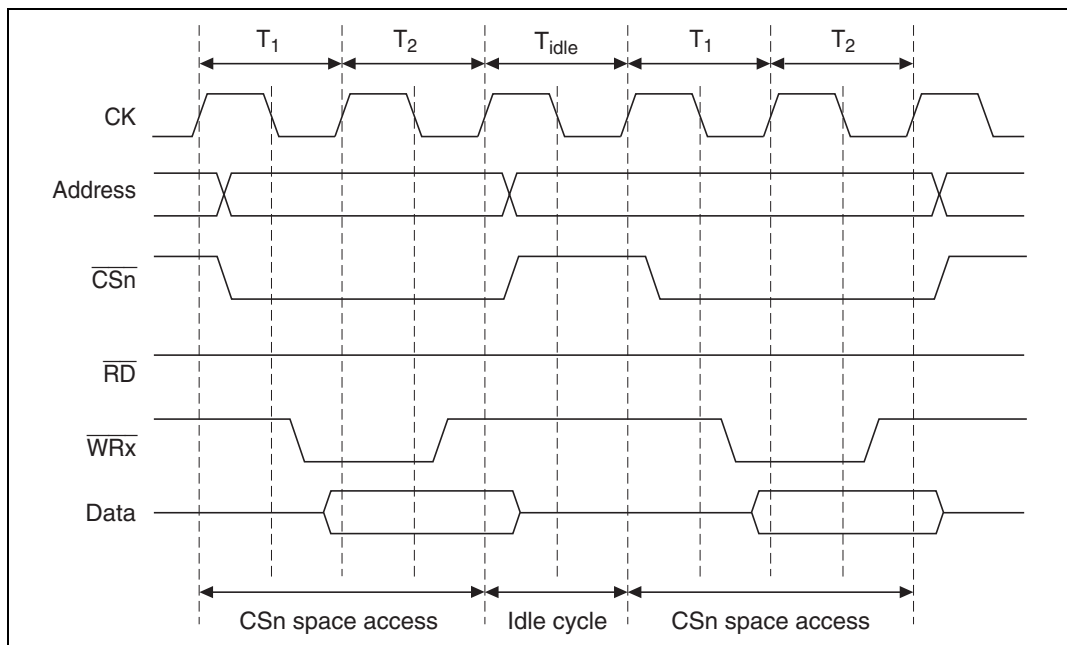 T1 T2 Tidle T1 T2
CK
Address
CSn
RD
WRx
Data
CSn space access Idle cycle CSn space access